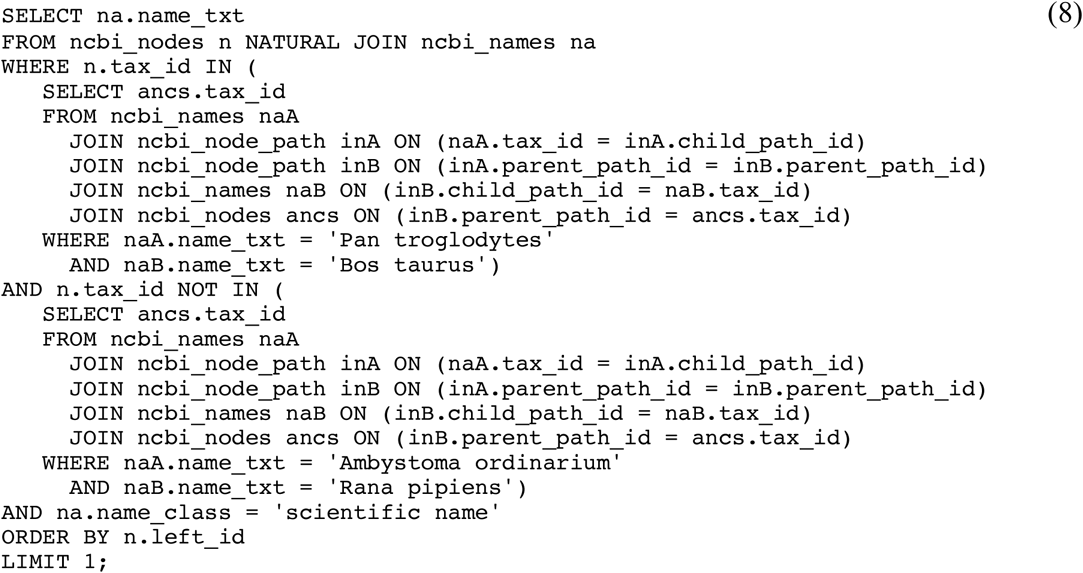 SELECT na.name_txt (8)
FROM ncbi_nodes n NATURAL JOIN ncbi_names na
WHERE n.tax_id IN (
   SELECT ancs.tax_id
   FROM ncbi_names naA
     JOIN ncbi_node_path inA ON (naA.tax_id = inA.child_path_id)
     JOIN ncbi_node_path inB ON (inA.parent_path_id = inB.parent_path_id)
     JOIN ncbi_names naB ON (inB.child_path_id = naB.tax_id)
     JOIN ncbi_nodes ancs ON (inB.parent_path_id = ancs.tax_id)
   WHERE naA.name_txt = 'Pan troglodytes'
     AND naB.name_txt = 'Bos taurus')
AND n.tax_id NOT IN (
   SELECT ancs.tax_id
   FROM ncbi_names naA
     JOIN ncbi_node_path inA ON (naA.tax_id = inA.child_path_id)
     JOIN ncbi_node_path inB ON (inA.parent_path_id = inB.parent_path_id)
     JOIN ncbi_names naB ON (inB.child_path_id = naB.tax_id)
     JOIN ncbi_nodes ancs ON (inB.parent_path_id = ancs.tax_id)
   WHERE naA.name_txt = 'Ambystoma ordinarium'
     AND naB.name_txt = 'Rana pipiens')
AND na.name_class = 'scientific name'
ORDER BY n.left_id
LIMIT 1;